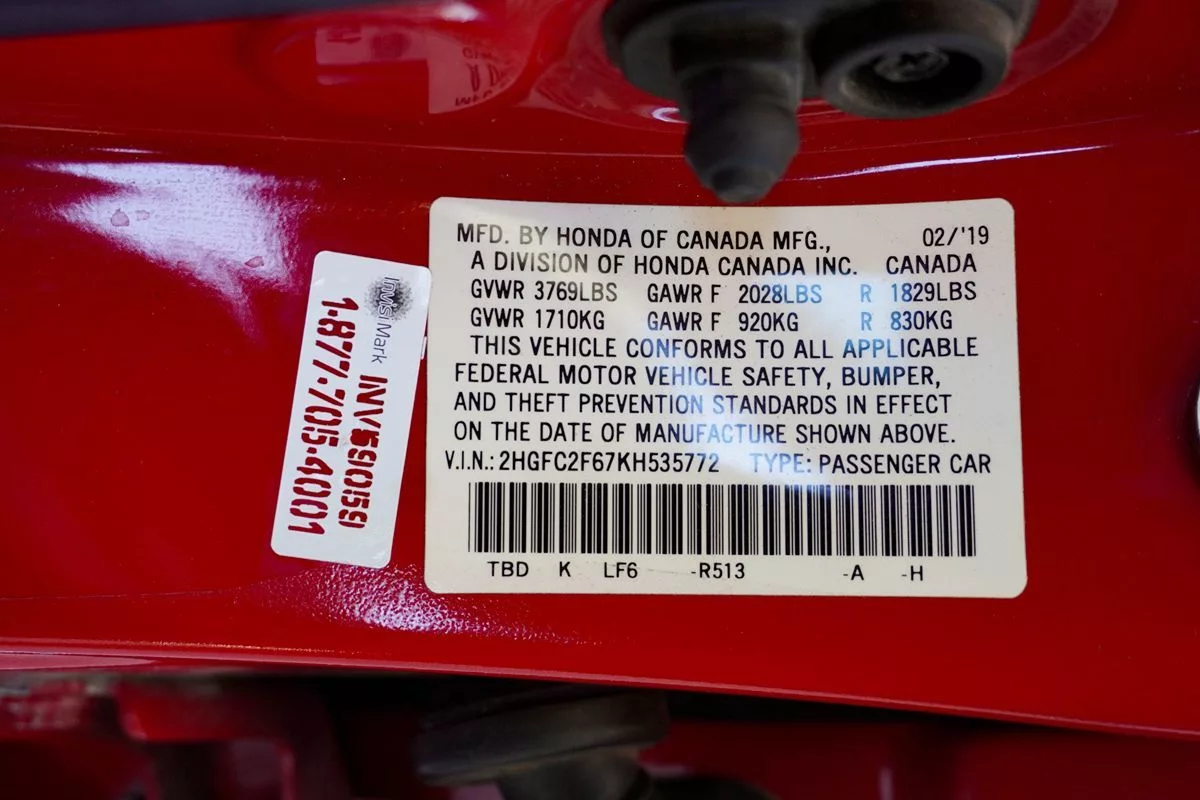 MFD. BY HONDA OF CANADA MFG., 02/'19
A DIVISION OF HONDA CANADA INC. CANADA
GVWR 3769LBS GAWR F 2028LBS R 1829LBS
GVWR 1710KG GAWR F 920KG R 830KG
THIS VEHICLE CONFORMS TO ALL APPLICABLE
FEDERAL MOTOR VEHICLE SAFETY, BUMPER,
AND THEFT PREVENTION STANDARDS IN EFFECT
ON THE DATE OF MANUFACTURE SHOWN ABOVE.
V.I.N.: 2HGFC2F67KH535772 TYPE: PASSENGER CAR
TBD K LF6 -R513 -A -H
InvisiMark
INV559059
1-877-705-4001